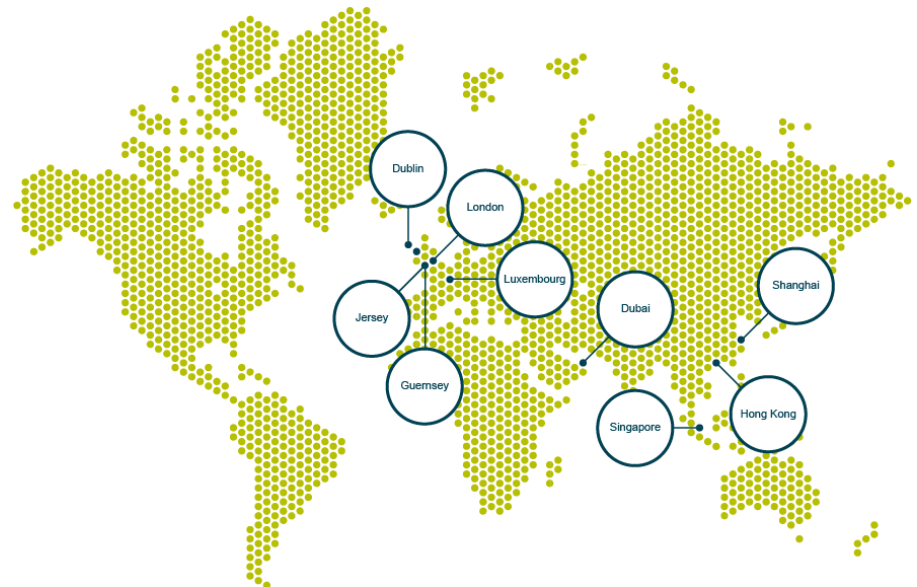 Dublin
London
Luxembourg
Shanghai
Dubai
Jersey
Guernsey
Hong Kong
Singapore